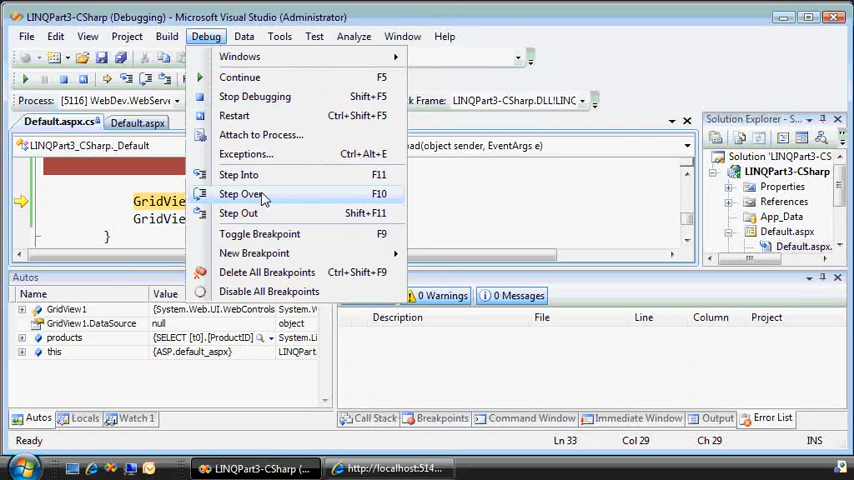 LINQPart3-CSharp (Debugging) - Microsoft Visual Studio (Administrator)
File Edit View Project Build Debug Data Tools Test Analyze Window Help
Process: [5116] WebDev.WebServe
Frame: LINQPart3-CSharp.DLL!LINQ
Windows
Continue F5
Stop Debugging Shift+F5
Restart Ctrl+Shift+F5
Attach to Process...
Exceptions... Ctrl+Alt+E
Step Into F11
Step Over F10
Step Out Shift+F11
Toggle Breakpoint F9
New Breakpoint
Delete All Breakpoints Ctrl+Shift+F9
Disable All Breakpoints
Default.aspx.cs Default.aspx
LINQPart3-CSharp._Default
oad(object sender, EventArgs e)
GridVie
GridVie
}
Solution Explorer -
Solution 'LINQPart3-C
LINQPart3-CSharp
Properties
References
App_Data
Default.aspx
Default.aspx.
Autos
Name Value
GridView1 {System.Web.UI.WebControls System.
GridView1.DataSource null object
products {SELECT [t0].[ProductID] System.Li
this {ASP.default_aspx} LINQPart
0 Warnings 0 Messages
Description File Line Column Project
Autos Locals Watch 1
Call Stack Breakpoints Command Window Immediate Window Output Error List
Ready Ln 33 Col 29 Ch 29 INS
LINQPart3-CSharp (...
http://localhost:514...